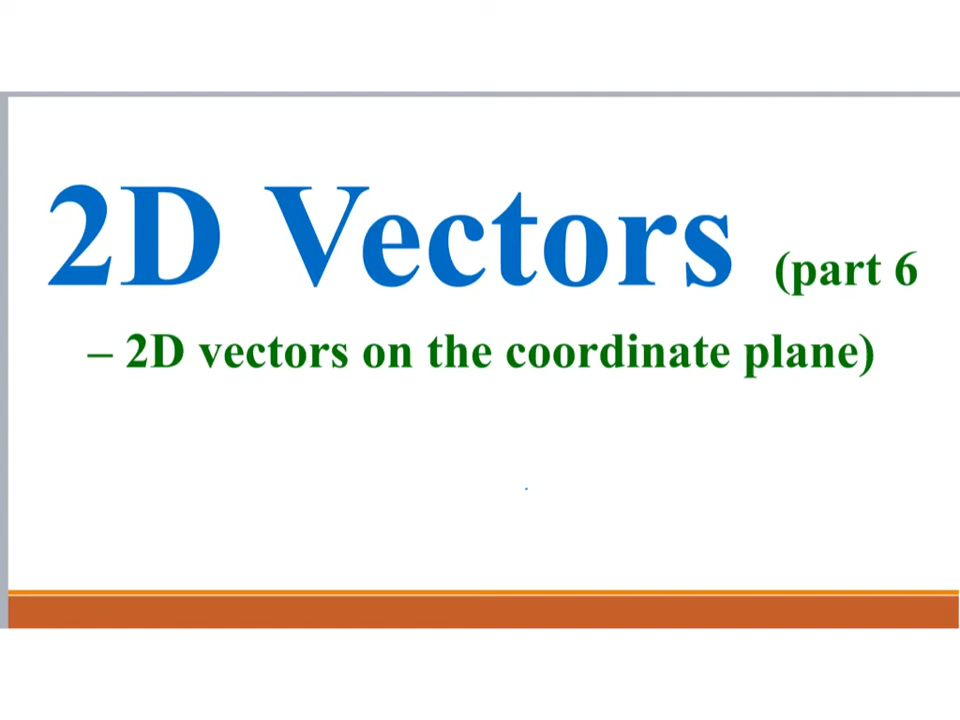 2D Vectors (part 6
– 2D vectors on the coordinate plane)